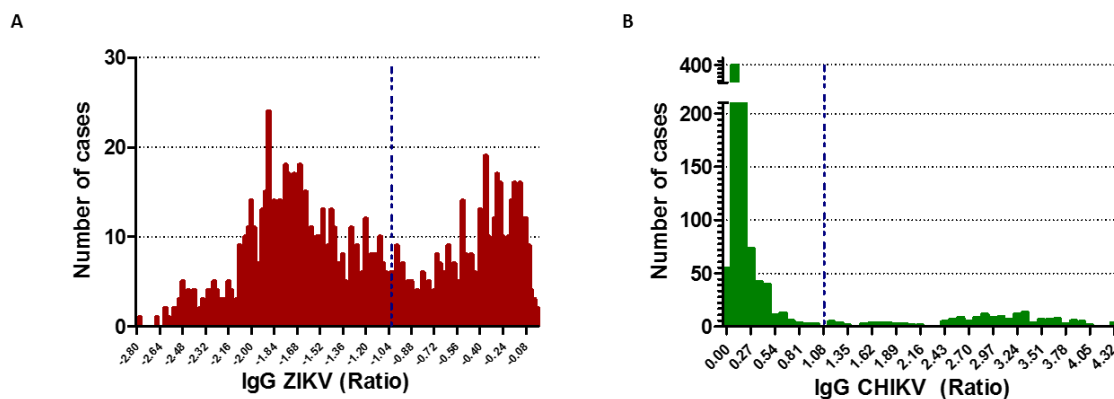 A
Number of cases
30
20
10
0
-2.80 -2.64 -2.48 -2.32 -2.16 -2.00 -1.84 -1.68 -1.52 -1.36 -1.20 -1.04 -0.88 -0.72 -0.56 -0.40 -0.24 -0.08
IgG ZIKV (Ratio)
B
Number of cases
400
200
150
100
50
0
0.00 0.27 0.54 0.81 1.08 1.35 1.62 1.89 2.16 2.43 2.70 2.97 3.24 3.51 3.78 4.05 4.32
IgG CHIKV (Ratio)